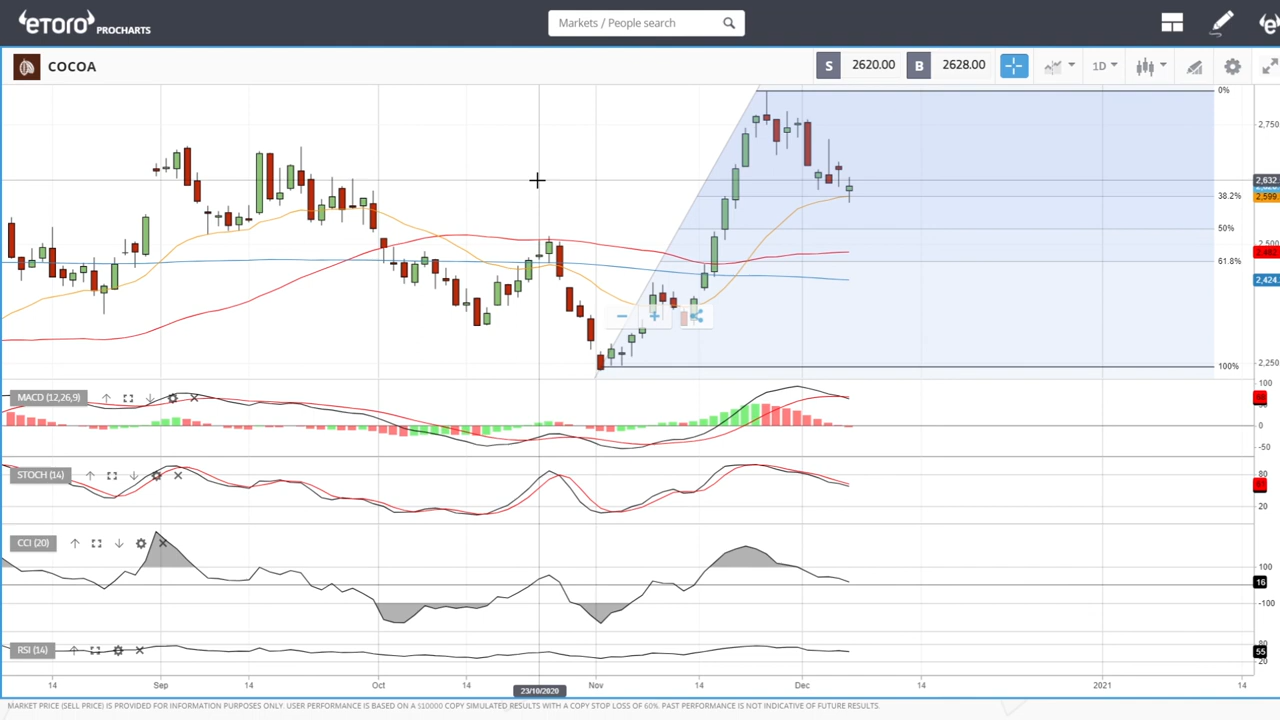 eToro PROCHARTS
Markets / People search
COCOA
S 2620.00 B 2628.00 1D
0%
2,750
2,632.
38.2%
2,599.
50%
2,500
61.8%
2,424.
2,250
100%
MACD (12,26,9)
100
0
-50
STOCH (14)
80
20
CCI (20)
100
16
-100
RSI (14)
80
55
20
14 Sep 14 Oct 14 23/10/2020 Nov 14 Dec 14 2021 14
MARKET PRICE (SELL PRICE) IS PROVIDED FOR INFORMATION PURPOSES ONLY. USER PERFORMANCE IS BASED ON A $10000 COPY SIMULATED RESULTS WITH A COPY STOP LOSS OF 60%. PAST PERFORMANCE IS NOT INDICATIVE OF FUTURE RESULTS.